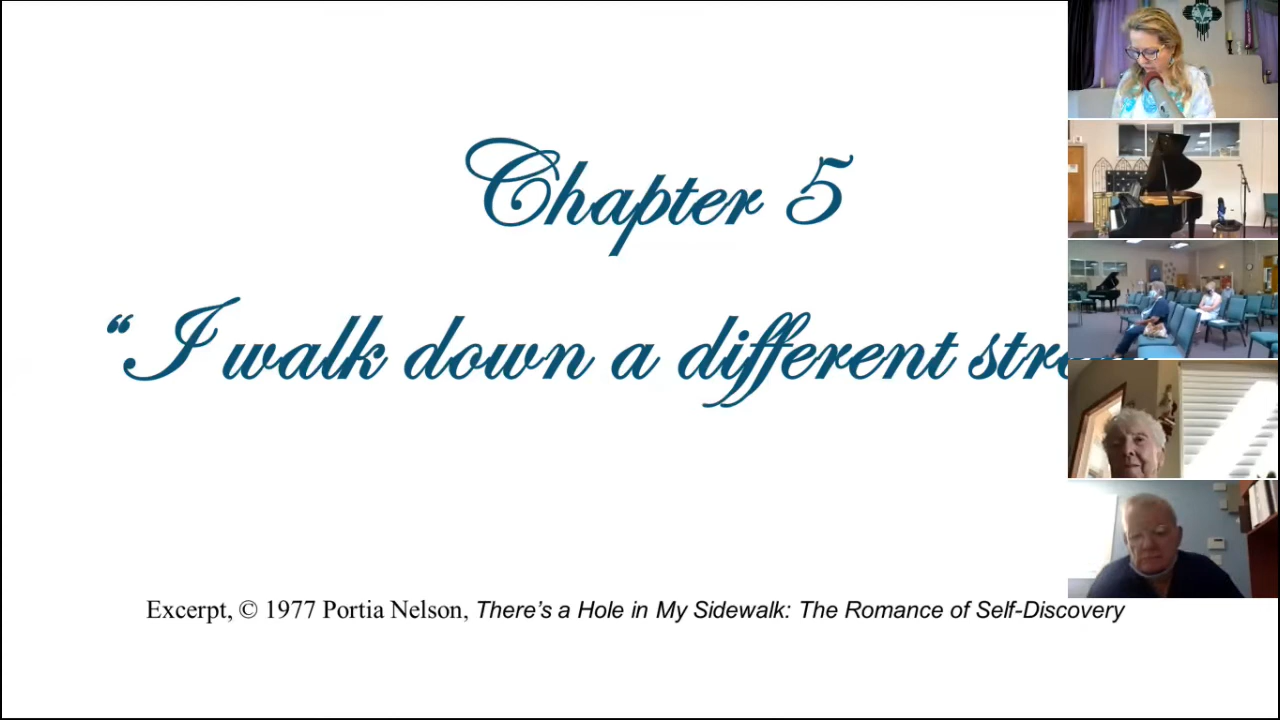 Chapter 5
“I walk down a different
Excerpt, © 1977 Portia Nelson, There’s a Hole in My Sidewalk: The Romance of Self-Discovery